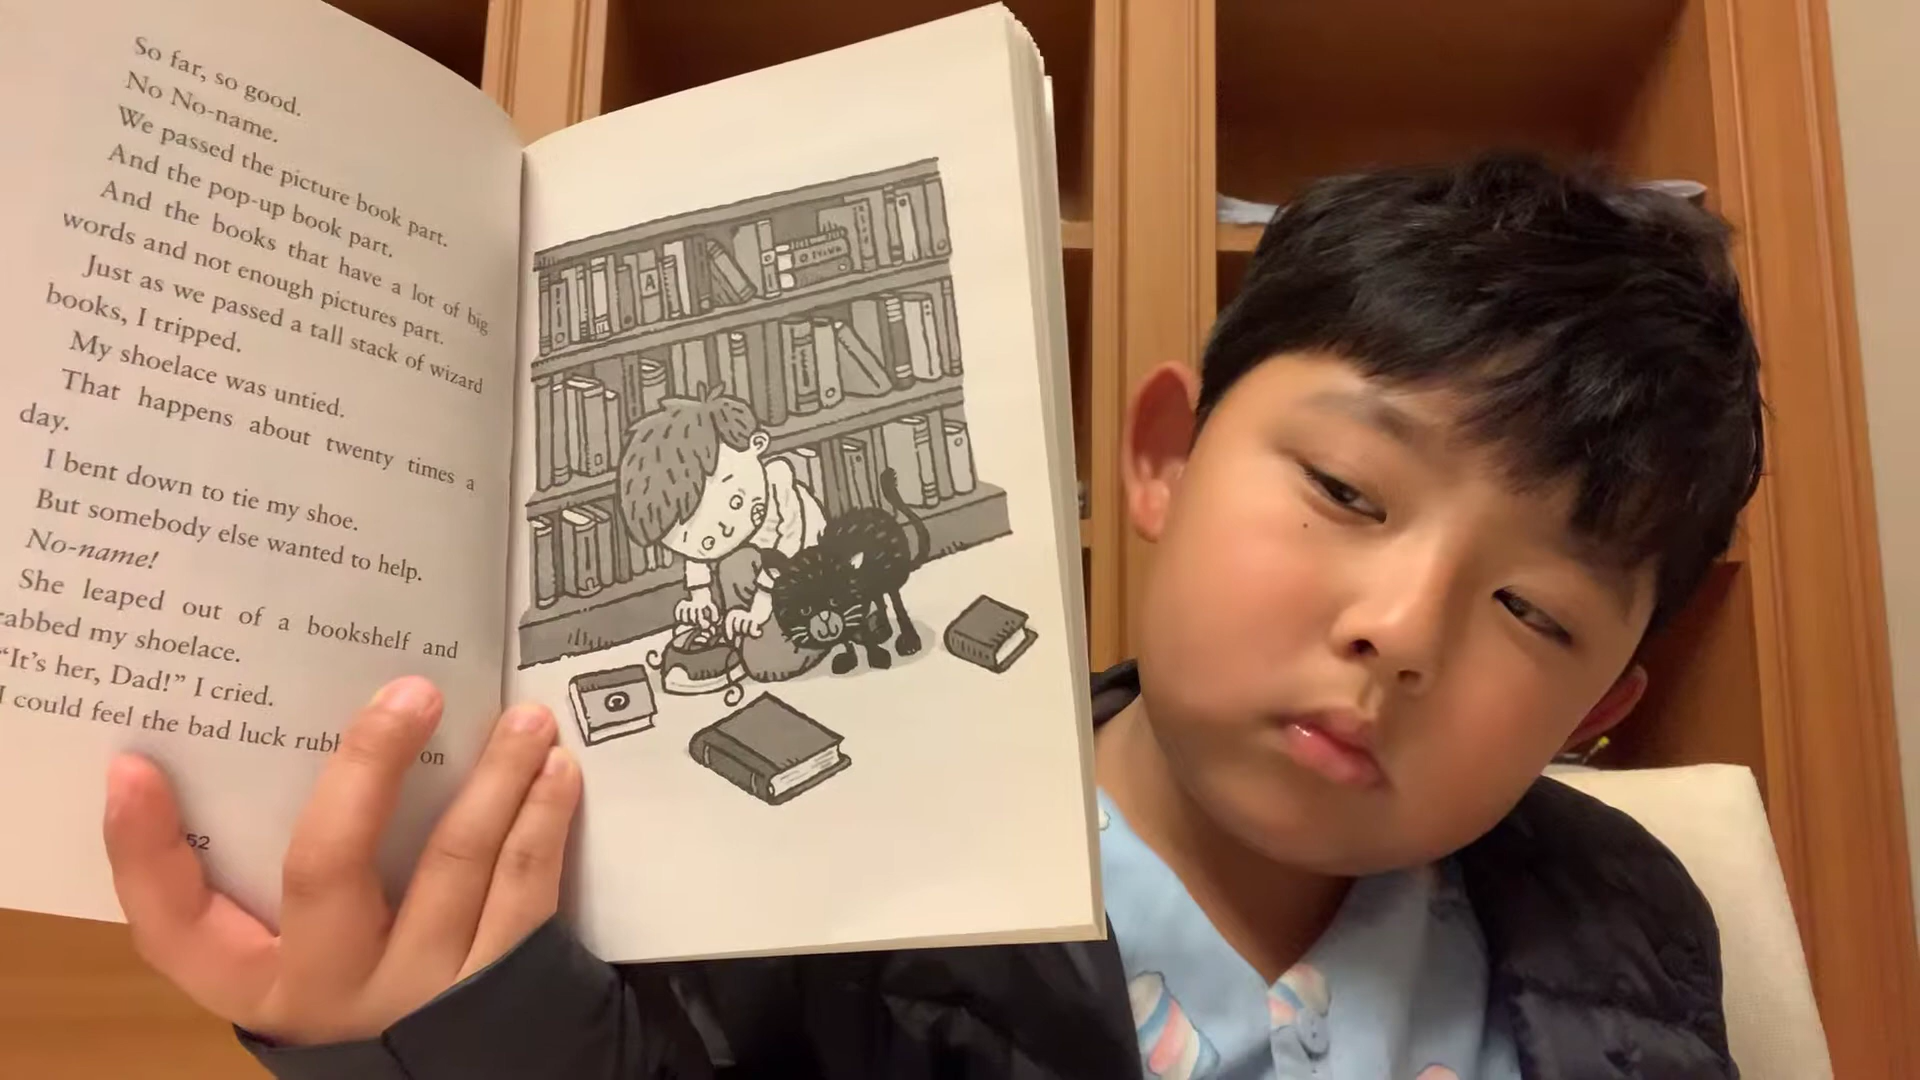 So far, so good.
No No-name.
We passed the picture book part.
And the pop-up book part.
And the books that have a lot of big
words and not enough pictures part.
Just as we passed a tall stack of wizard
books, I tripped.
My shoelace was untied.
That happens about twenty times a
day.
I bent down to tie my shoe.
But somebody else wanted to help.
No-name!
She leaped out of a bookshelf and
my shoelace.
“It’s her, Dad!” I cried.
I could feel the bad luck on
52
A